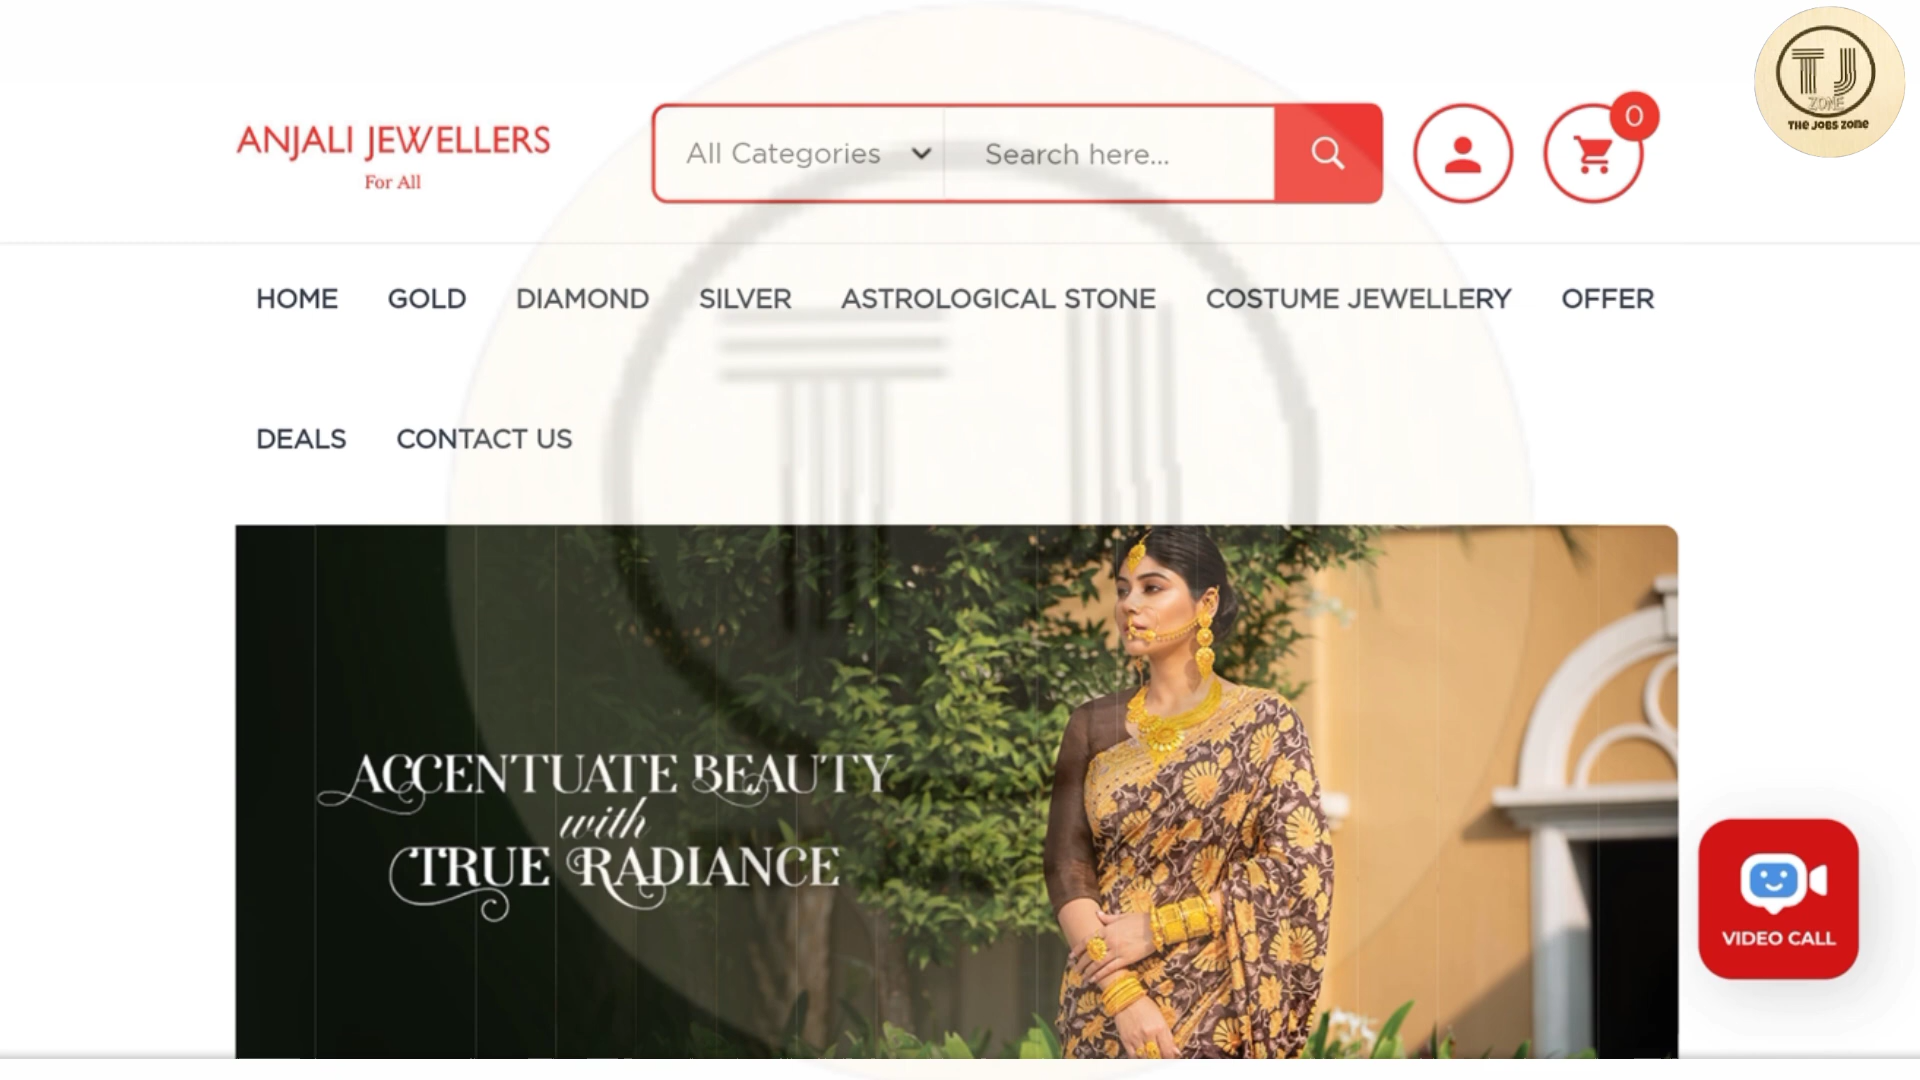 TJ
ZONE
THE JOBS ZONE
ANJALI JEWELLERS
For All
All Categories
Search here...
0
HOME GOLD DIAMOND SILVER ASTROLOGICAL STONE COSTUME JEWELLERY OFFER
DEALS CONTACT US
ACCENTUATE BEAUTY
with
TRUE RADIANCE
VIDEO CALL